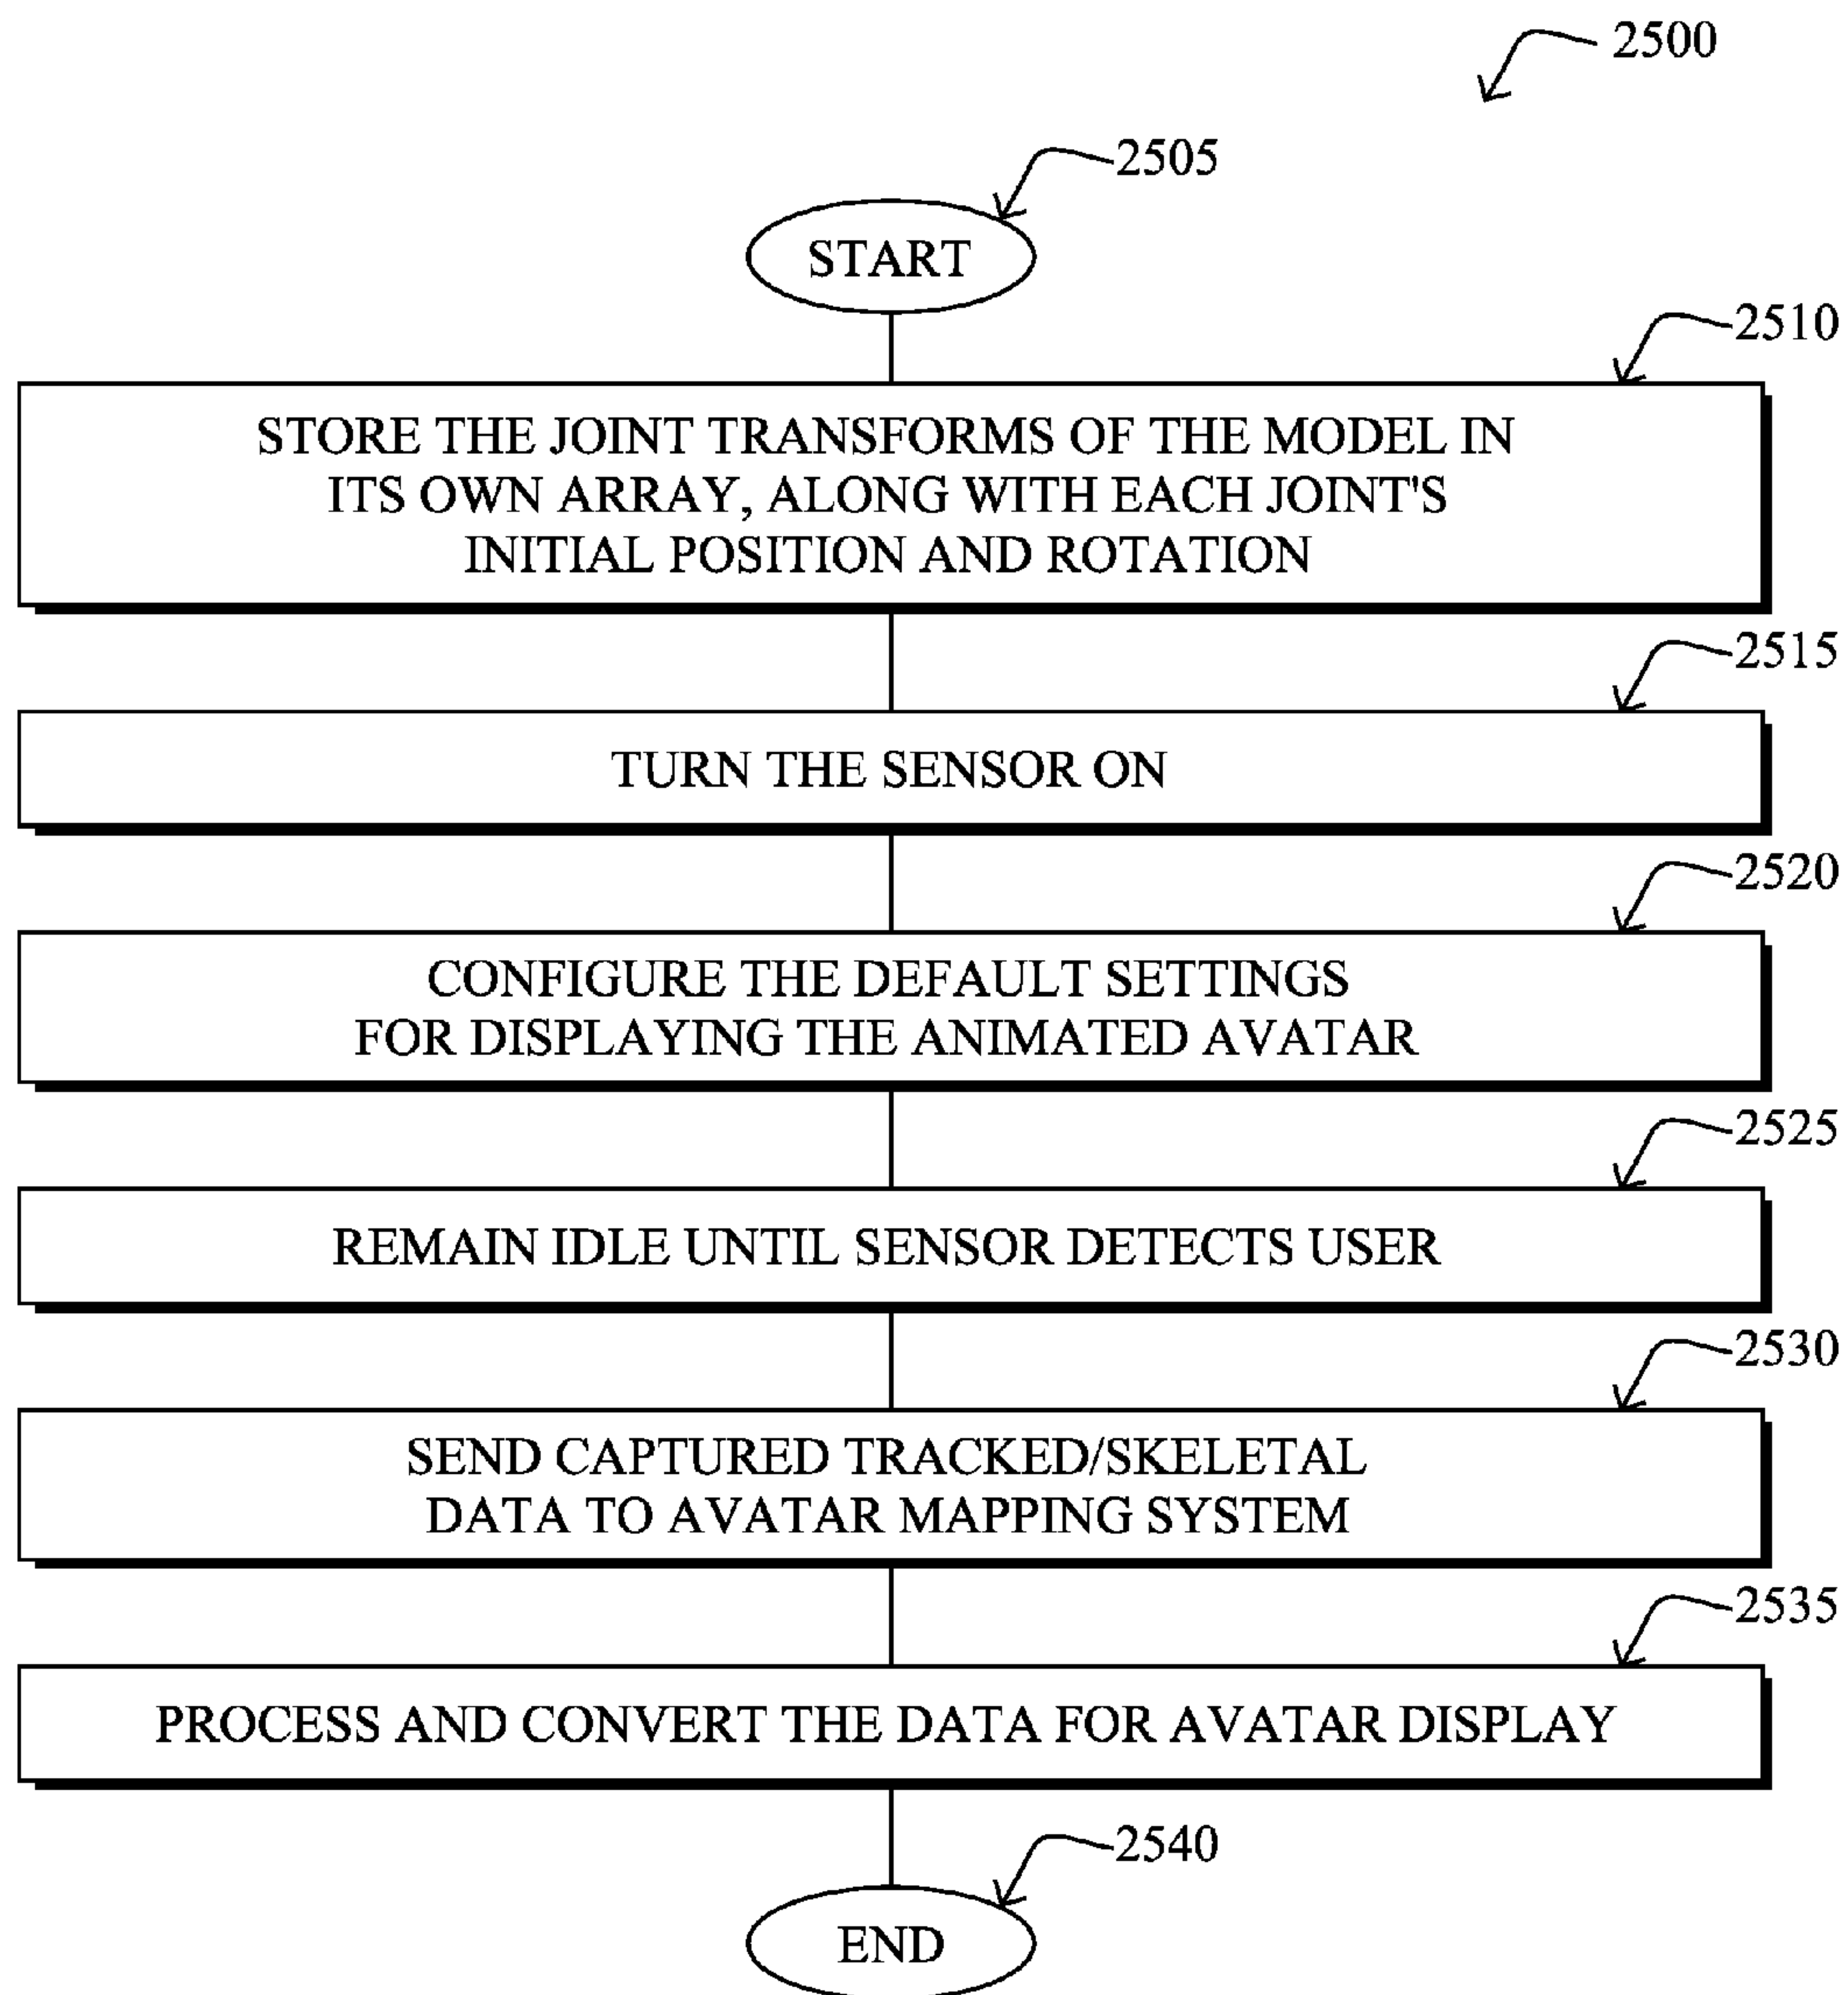 2500
2505
START
2510
STORE THE JOINT TRANSFORMS OF THE MODEL IN
ITS OWN ARRAY, ALONG WITH EACH JOINT'S
INITIAL POSITION AND ROTATION
2515
TURN THE SENSOR ON
2520
CONFIGURE THE DEFAULT SETTINGS
FOR DISPLAYING THE ANIMATED AVATAR
2525
REMAIN IDLE UNTIL SENSOR DETECTS USER
2530
SEND CAPTURED TRACKED/SKELETAL
DATA TO AVATAR MAPPING SYSTEM
2535
PROCESS AND CONVERT THE DATA FOR AVATAR DISPLAY
2540
END